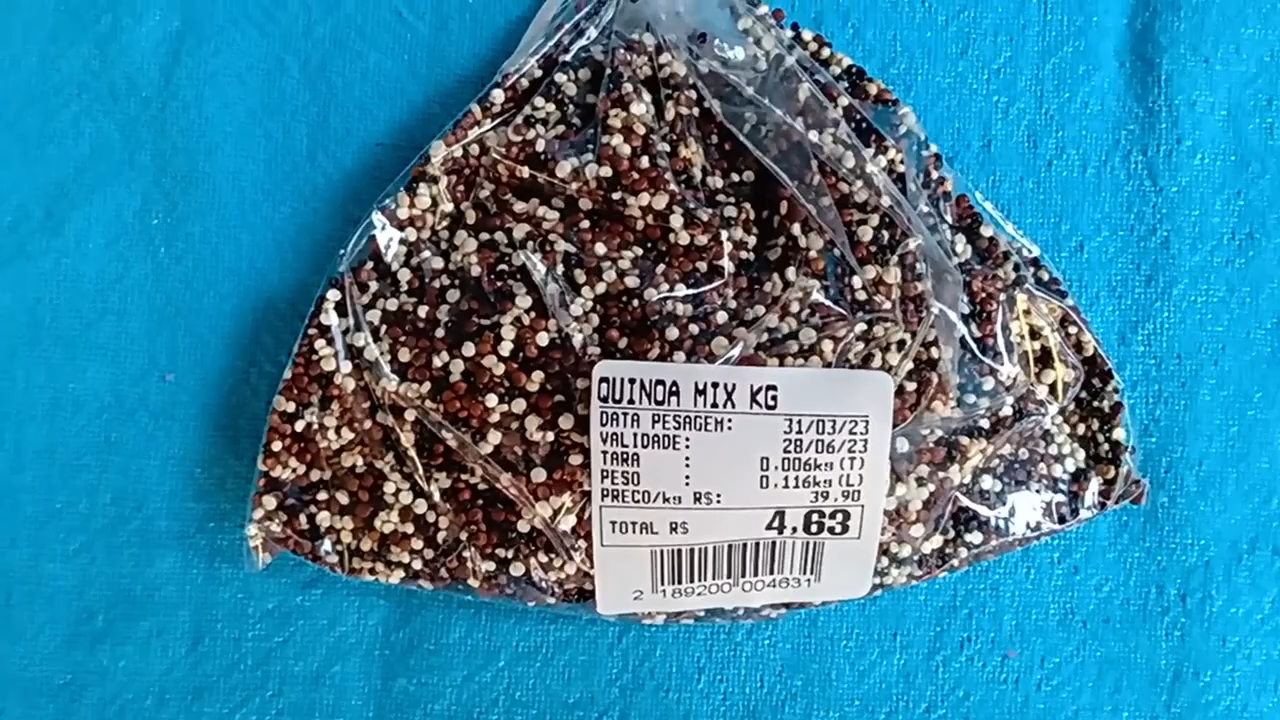 QUINOA MIX KG
DATA PESAGEM: 31/03/23
VALIDADE: 28/06/23
TARA : 0.006kg (T)
PESO : 0.116kg (L)
PRECO/kg R$: 39,90
TOTAL R$ 4,63
2 189200 004631